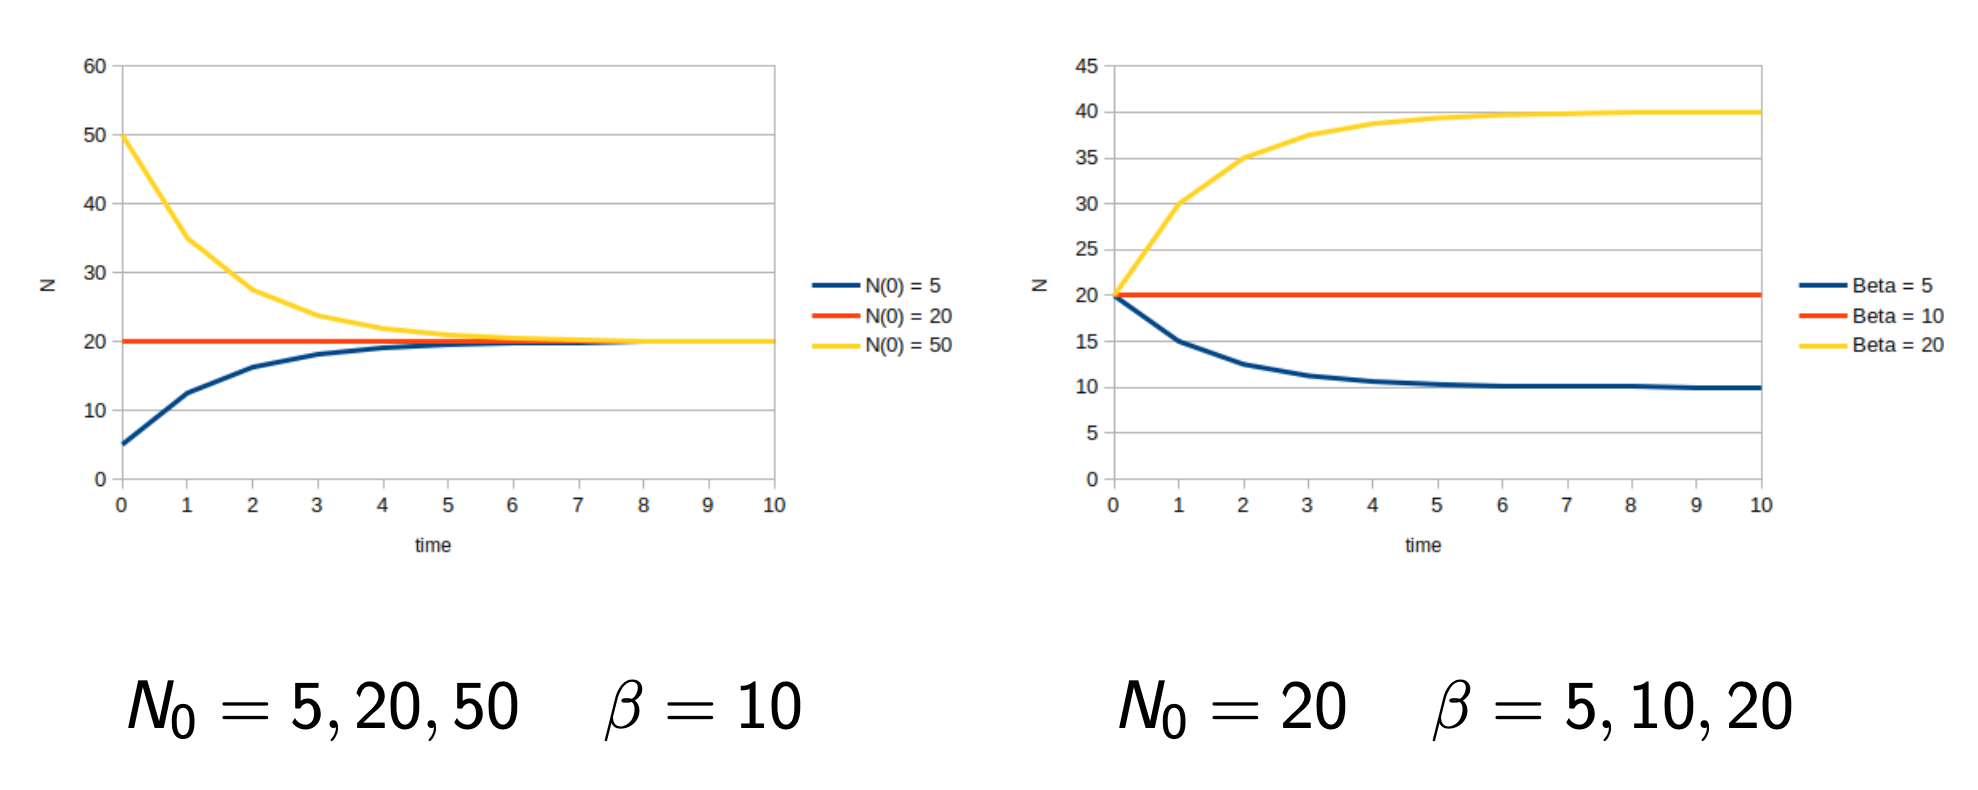 60
50
40
30
20
10
0
N
0 1 2 3 4 5 6 7 8 9 10
time
N(0) = 5
N(0) = 20
N(0) = 50
45
40
35
30
25
20
15
10
5
0
N
0 1 2 3 4 5 6 7 8 9 10
time
Beta = 5
Beta = 10
Beta = 20
N₀ = 5, 20, 50 β = 10
N₀ = 20 β = 5, 10, 20